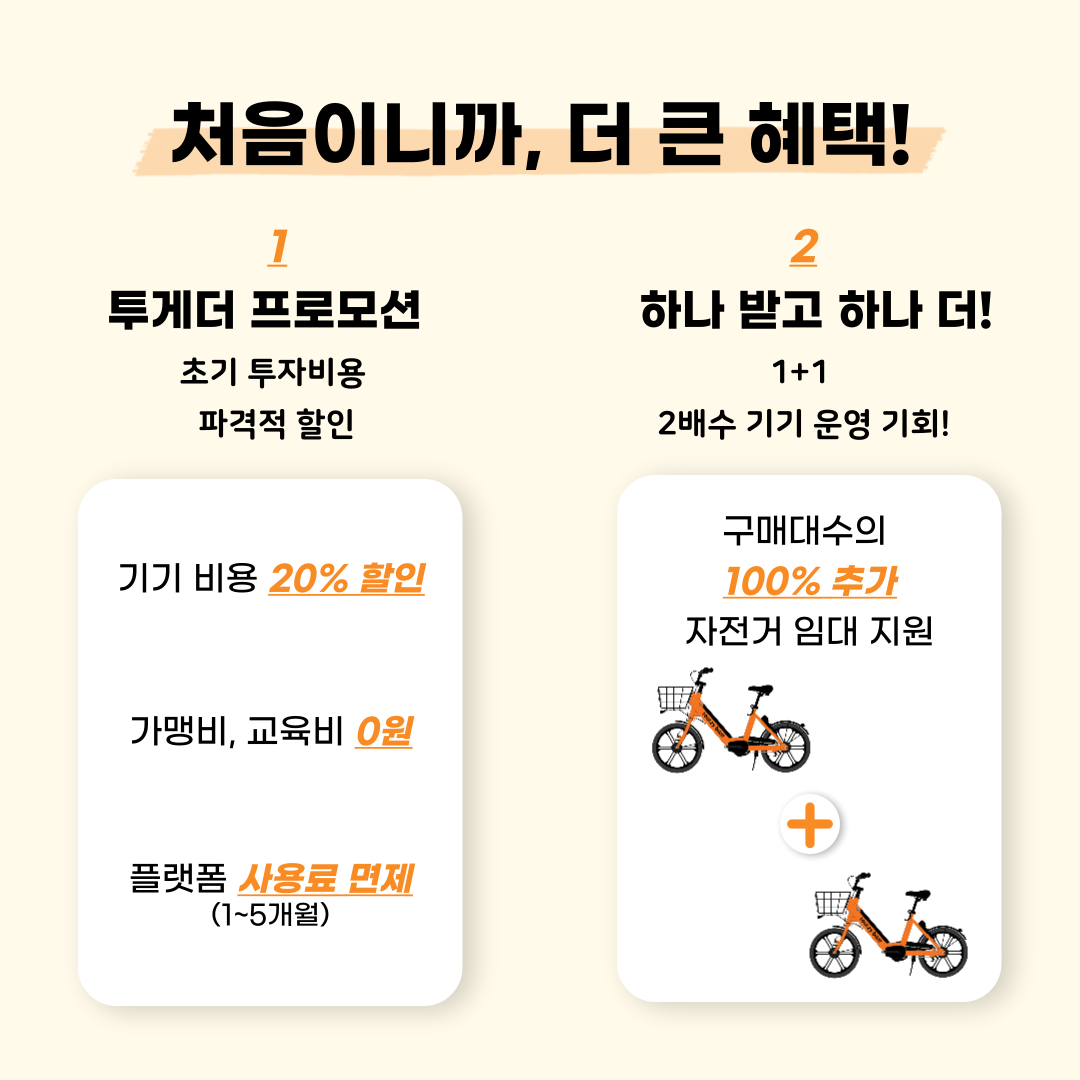 처음이니까, 더 큰 혜택!
1
투게더 프로모션
초기 투자비용
파격적 할인
기기 비용 20% 할인
가맹비, 교육비 0원
플랫폼 사용료 면제
(1~5개월)
2
하나 받고 하나 더!
1+1
2배수 기기 운영 기회!
구매대수의
100% 추가
자전거 임대 지원